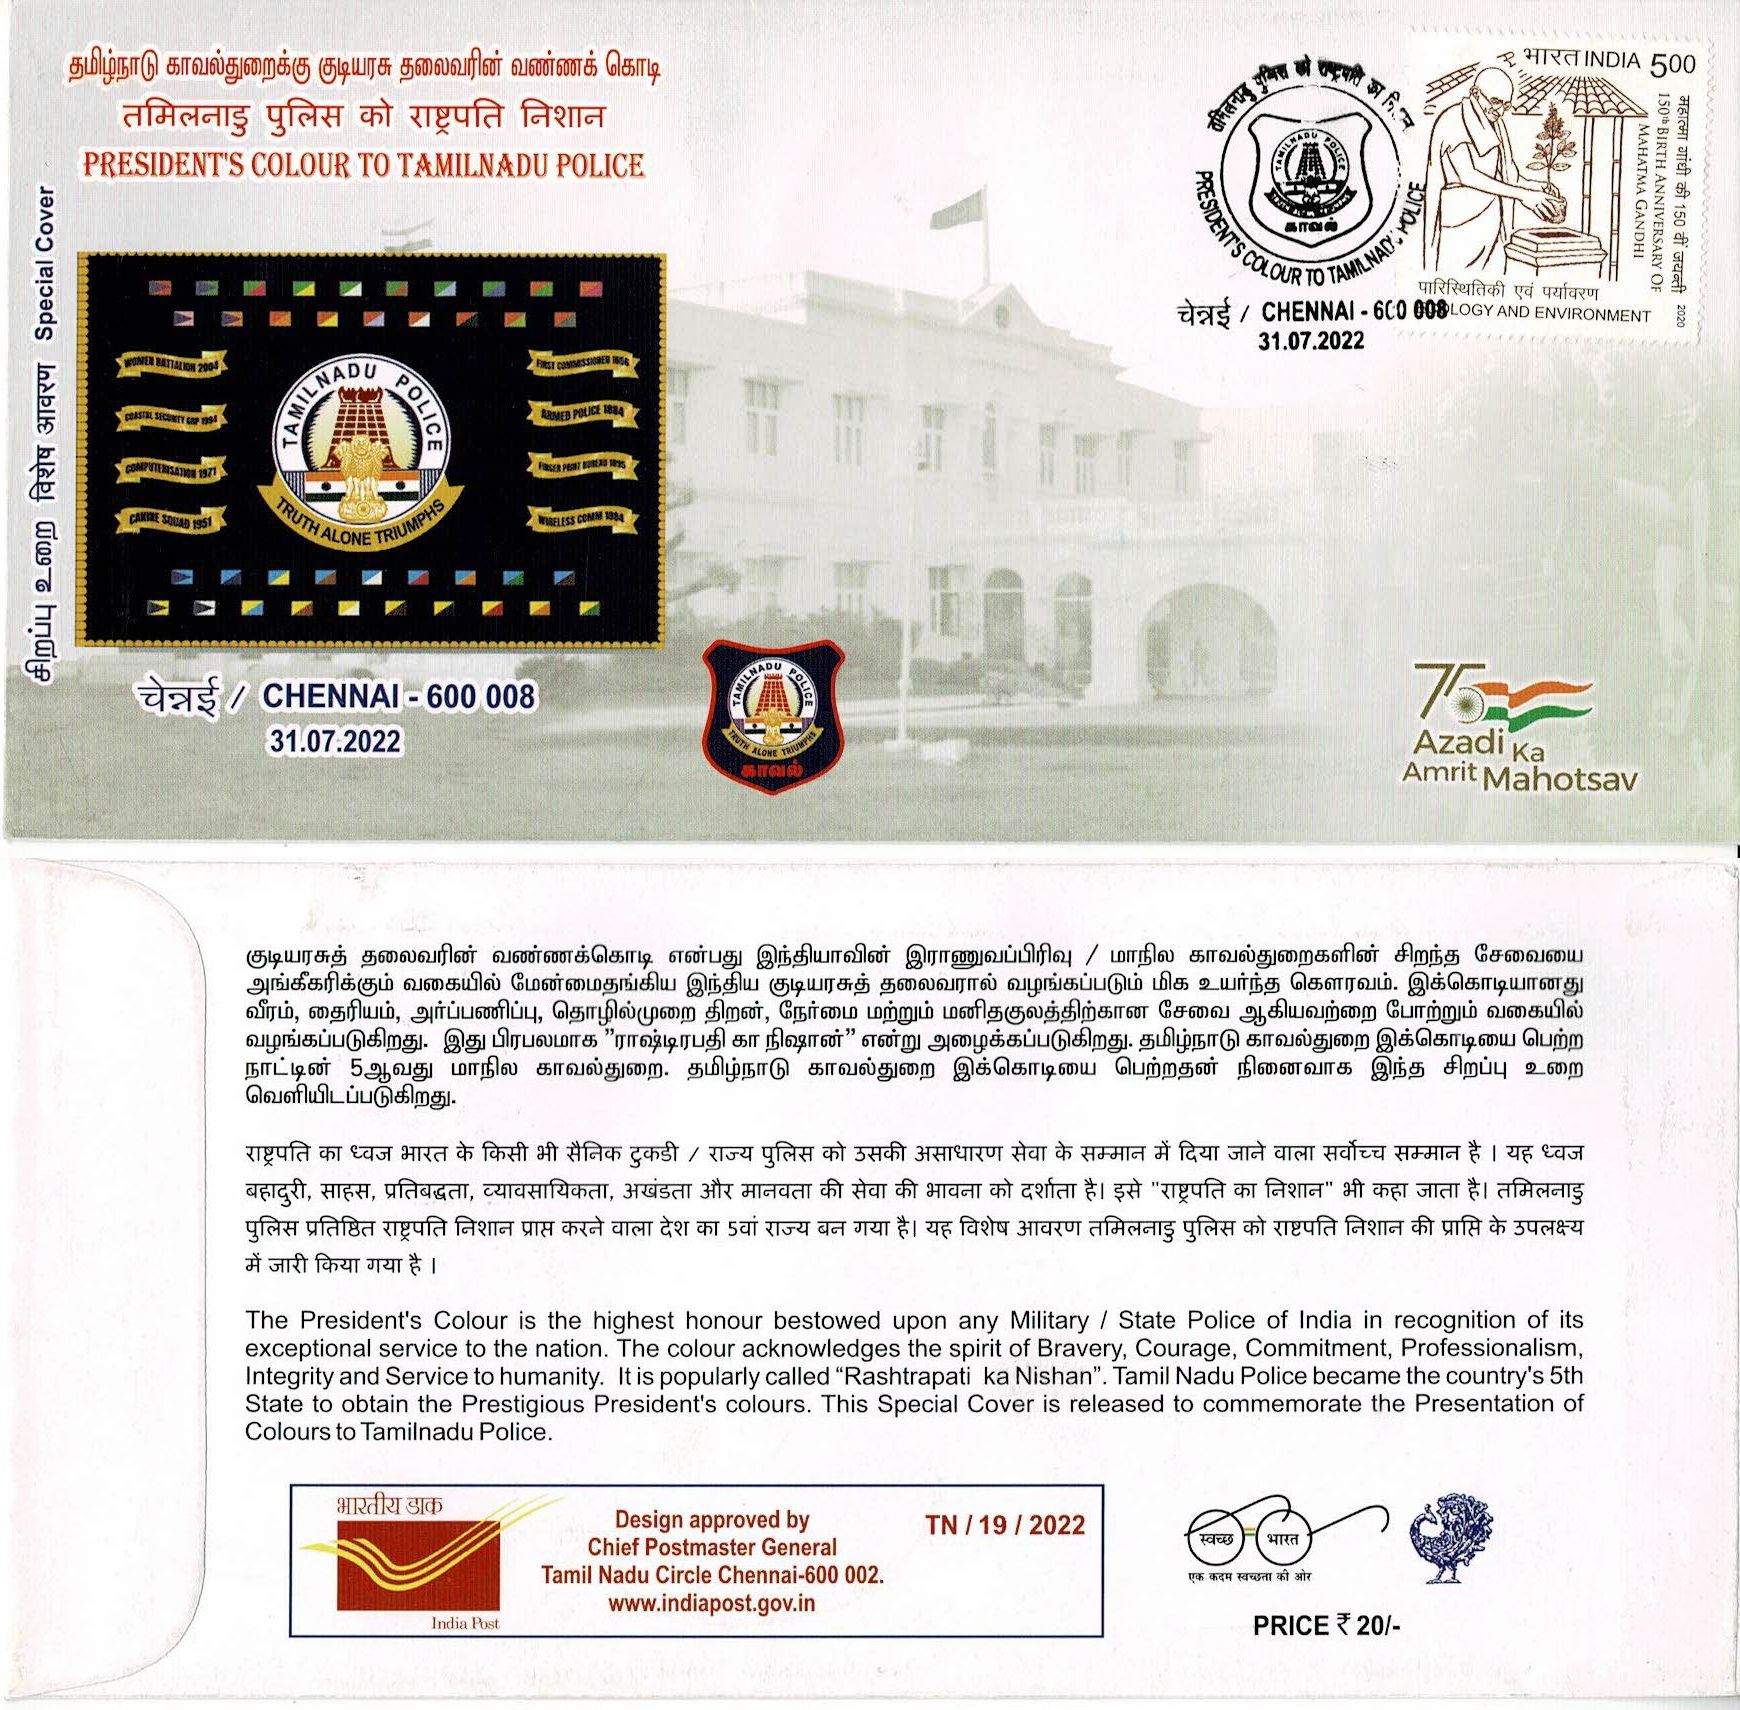 தமிழ்நாடு காவல்துறைக்கு குடியரசு தலைவரின் வண்ணக் கொடி
तमिलनाडु पुलिस को राष्ट्रपति निशान
PRESIDENT'S COLOUR TO TAMILNADU POLICE
சிறப்பு உறை विशेष आवरण Special Cover
WOMEN BATTALION 2004
COASTAL SECURITY GRP 1994
COMPUTERISATION 1971
CANINE SQUAD 1951
TAMILNADU POLICE
TRUTH ALONE TRIUMPHS
FIRST COMMISSIONER 1856
ARMED POLICE 1884
FINGER PRINT BUREAU 1895
WIRELESS COMM
चेन्नई / CHENNAI - 600 008
31.07.2022
TAMILNADU POLICE
TRUTH ALONE TRIUMPHS
காவல்
तमिलनाडु पुलिस को राष्ट्रपति का
TAMILNADU POLICE
காவல்
PRESIDENT'S COLOUR TO TAMILNADU POLICE
चेन्नई / CHENNAI - 600 008
31.07.2022
भारत INDIA 500
महात्मा गांधी की 150 वीं जयन्ती
150th BIRTH ANNIVERSARY OF
MAHATMA GANDHI
पारिस्थितिकी एवं पर्यावरण
LOGY AND ENVIRONMENT
2020
75
Azadi Ka
Amrit Mahotsav
குடியரசுத் தலைவரின் வண்ணக்கொடி என்பது இந்தியாவின் இராணுவப்பிரிவு / மாநில காவல்துறைகளின் சிறந்த சேவையை
அங்கீகரிக்கும் வகையில் மேன்மைதங்கிய இந்திய குடியரசுத் தலைவரால் வழங்கப்படும் மிக உயர்ந்த கௌரவம். இக்கொடியானது
வீரம், தைரியம், அர்ப்பணிப்பு, தொழில்முறை திறன், நேர்மை மற்றும் மனிதகுலத்திற்கான சேவை ஆகியவற்றை போற்றும் வகையில்
வழங்கப்படுகிறது. இது பிரபலமாக "ராஷ்டிரபதி கா நிஷான்" என்று அழைக்கப்படுகிறது. தமிழ்நாடு காவல்துறை இக்கொடியை பெற்ற
நாட்டின் 5ஆவது மாநில காவல்துறை. தமிழ்நாடு காவல்துறை இக்கொடியை பெற்றதன் நினைவாக இந்த சிறப்பு உறை
வெளியிடப்படுகிறது.
राष्ट्रपति का ध्वज भारत के किसी भी सैनिक टुकडी / राज्य पुलिस को उसकी असाधारण सेवा के सम्मान में दिया जाने वाला सर्वोच्च सम्मान है । यह ध्वज
बहादुरी, साहस, प्रतिबद्धता, व्यावसायिकता, अखंडता और मानवता की सेवा की भावना को दर्शाता है। इसे "राष्ट्रपति का निशान" भी कहा जाता है। तमिलनाडु
पुलिस प्रतिष्ठित राष्ट्रपति निशान प्राप्त करने वाला देश का 5वां राज्य बन गया है। यह विशेष आवरण तमिलनाडु पुलिस को राष्टपति निशान की प्राप्ति के उपलक्ष्य
में जारी किया गया है ।
The President's Colour is the highest honour bestowed upon any Military / State Police of India in recognition of its
exceptional service to the nation. The colour acknowledges the spirit of Bravery, Courage, Commitment, Professionalism,
Integrity and Service to humanity. It is popularly called “Rashtrapati ka Nishan”. Tamil Nadu Police became the country's 5th
State to obtain the Prestigious President's colours. This Special Cover is released to commemorate the Presentation of
Colours to Tamilnadu Police.
भारतीय डाक
India Post
Design approved by
Chief Postmaster General
Tamil Nadu Circle Chennai-600 002.
www.indiapost.gov.in
TN / 19 / 2022
स्वच्छ भारत
एक कदम स्वच्छता की ओर
PRICE ₹ 20/-